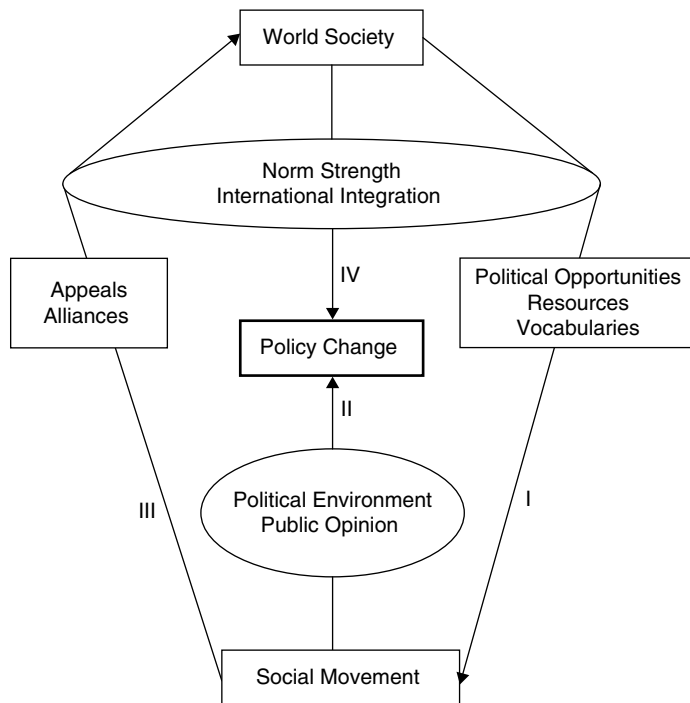 World Society
Norm Strength
International Integration
IV
Appeals
Alliances
Political Opportunities
Resources
Vocabularies
Policy Change
II
Political Environment
Public Opinion
III
I
Social Movement